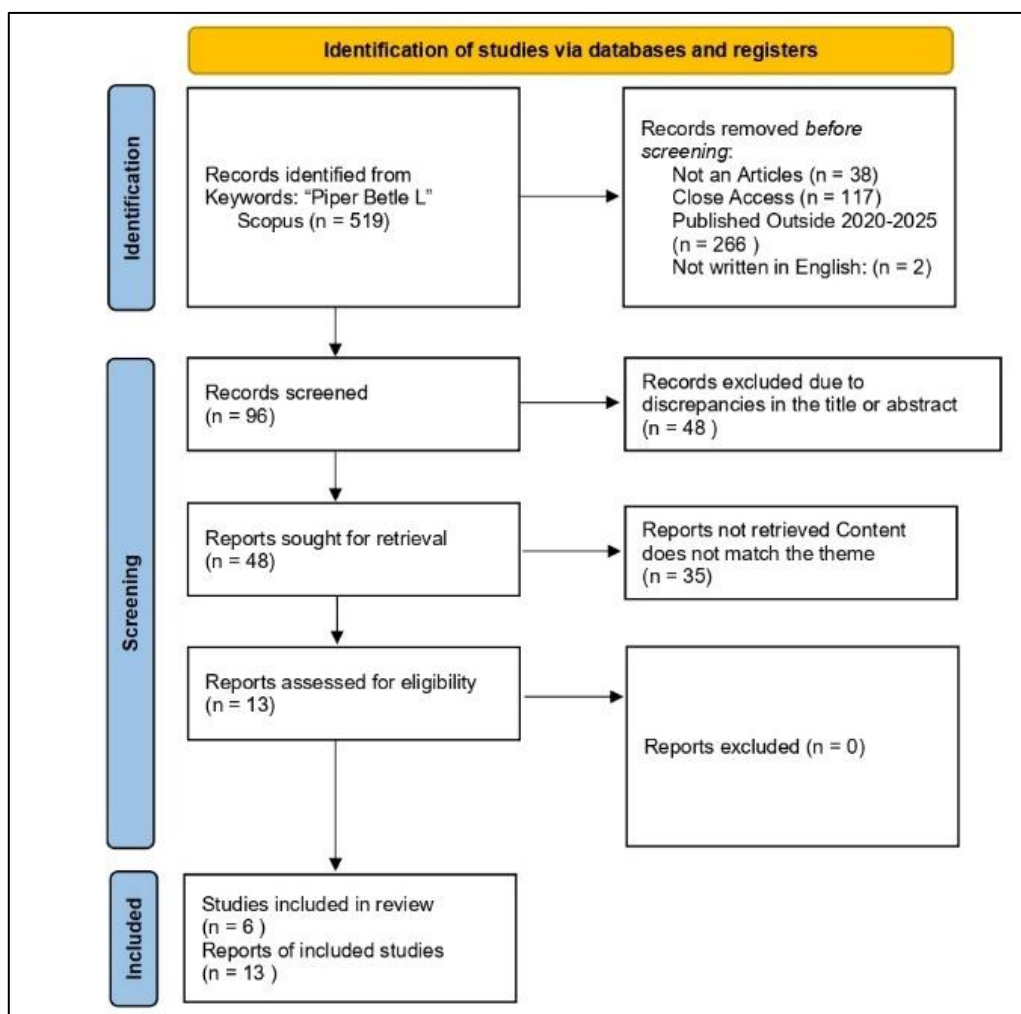 Identification of studies via databases and registers
Identification
Records identified from
Keywords: “Piper Betle L”
Scopus (n = 519)
Records removed before
screening:
Not an Articles (n = 38)
Close Access (n = 117)
Published Outside 2020-2025
(n = 266 )
Not written in English: (n = 2)
Screening
Records screened
(n = 96)
Records excluded due to
discrepancies in the title or abstract
(n = 48 )
Reports sought for retrieval
(n = 48)
Reports not retrieved Content
does not match the theme
(n = 35)
Reports assessed for eligibility
(n = 13)
Reports excluded (n = 0)
Included
Studies included in review
(n = 6 )
Reports of included studies
(n = 13 )